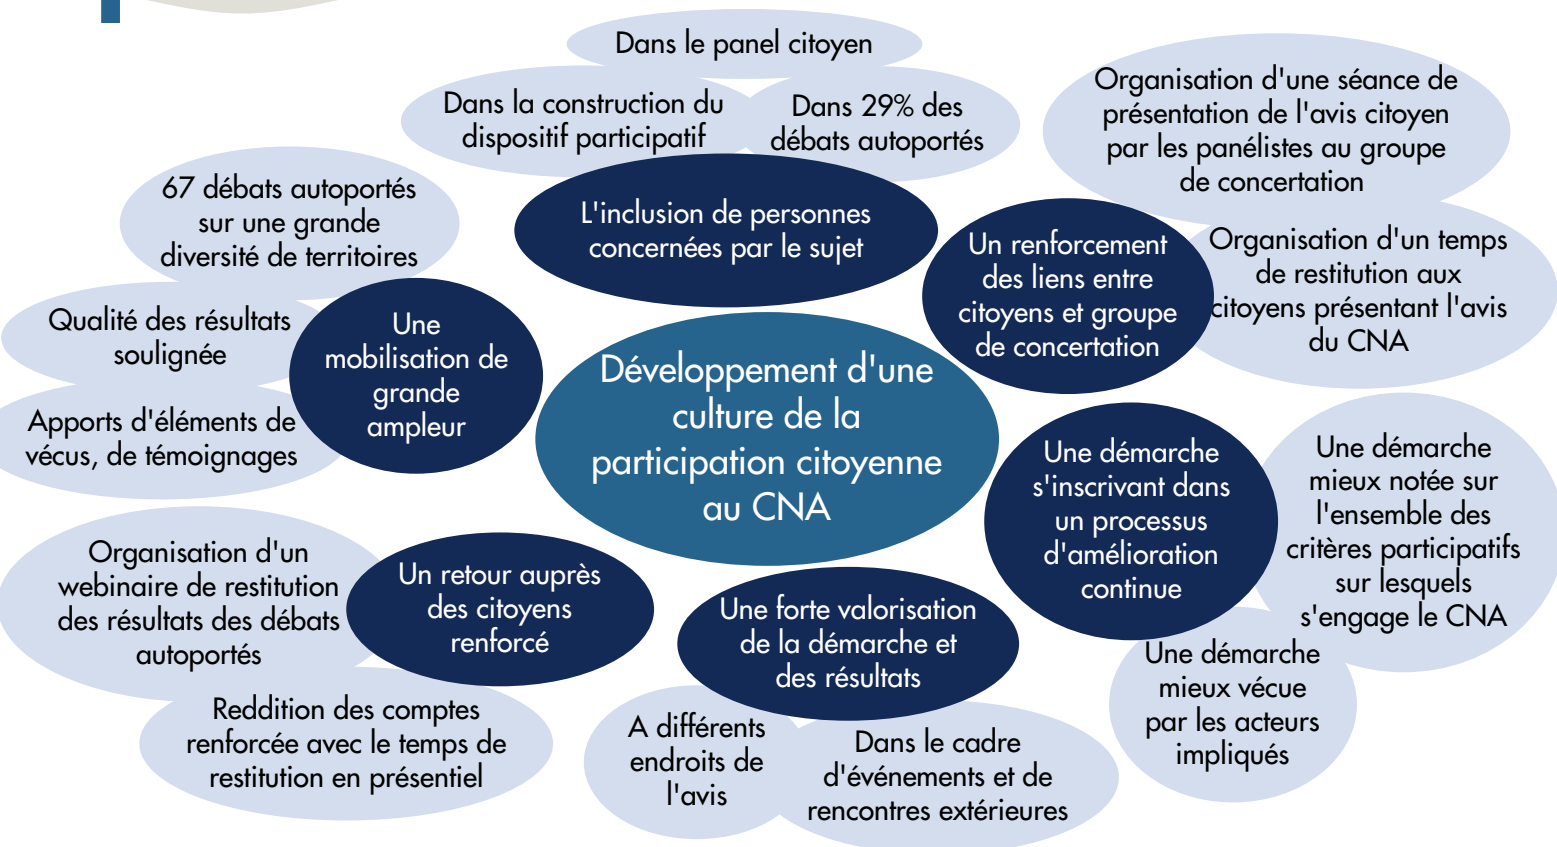 Dans le panel citoyen
Dans la construction du
dispositif participatif
Dans 29% des
débats autoportés
L'inclusion de personnes
concernées par le sujet
Organisation d'une séance de
présentation de l'avis citoyen
par les panélistes au groupe
de concertation
Organisation d'un temps
de restitution aux
citoyens présentant l'avis
du CNA
Un renforcement
des liens entre
citoyens et groupe
de concertation
67 débats autoportés
sur une grande
diversité de territoires
Qualité des résultats
soulignée
Apports d'éléments de
vécus, de témoignages
Une
mobilisation de
grande
ampleur
Développement d'une
culture de la
participation citoyenne
au CNA
Une démarche
s'inscrivant dans
un processus
d'amélioration
continue
Une démarche
mieux notée sur
l'ensemble des
critères participatifs
sur lesquels
s'engage le CNA
Une démarche
mieux vécue
par les acteurs
impliqués
Organisation d'un
webinaire de restitution
des résultats des débats
autoportés
Un retour auprès
des citoyens
renforcé
Reddition des comptes
renforcée avec le temps de
restitution en présentiel
Une forte valorisation
de la démarche et
des résultats
A différents
endroits de
l'avis
Dans le cadre
d'événements et de
rencontres extérieures